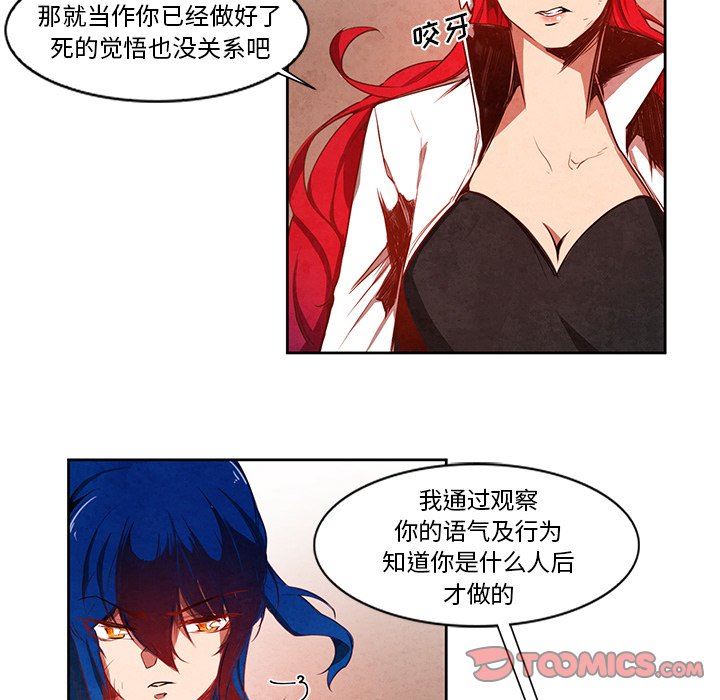 那就当作你已经做好了
死的觉悟也没关系吧
咬牙
我通过观察
你的语气及行为
知道你是什么人后
才做的
TOOMICS.COM